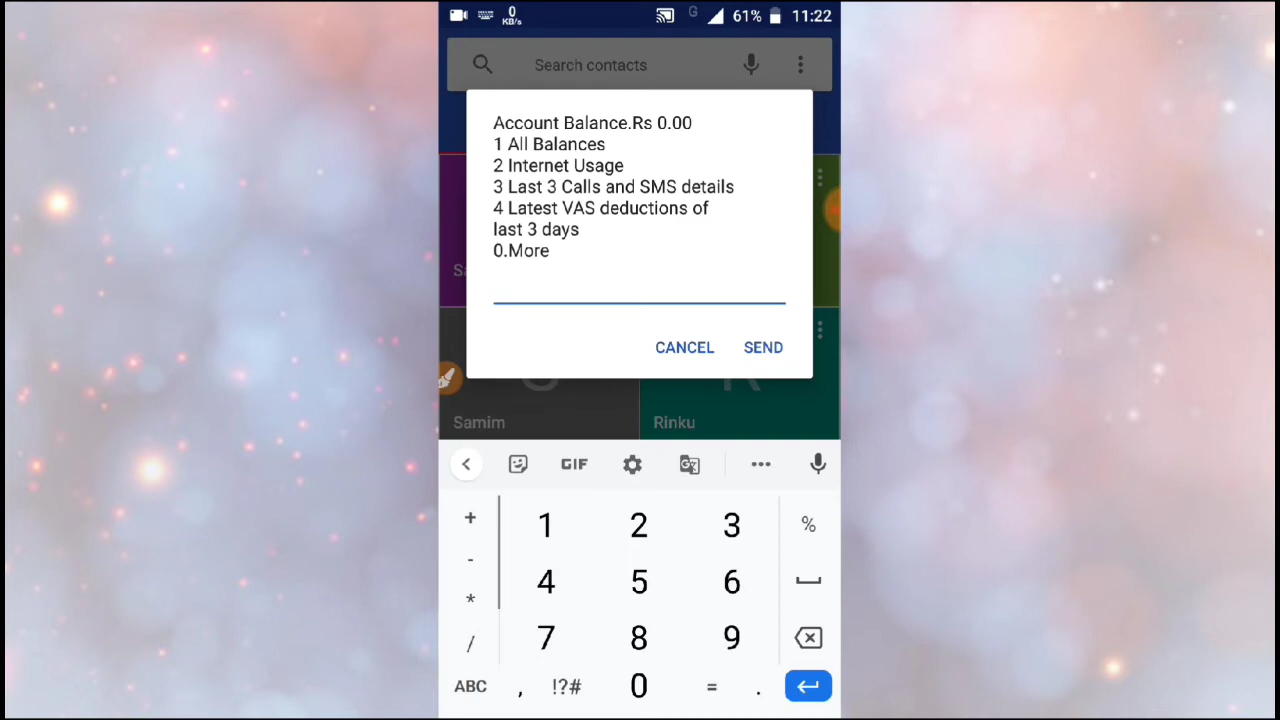 0
KB/s
G
61%
11:22
Search contacts
Account Balance.Rs 0.00
1 All Balances
2 Internet Usage
3 Last 3 Calls and SMS details
4 Latest VAS deductions of
last 3 days
0.More
CANCEL SEND
Samim
Rinku
GIF
+ 1 2 3 %
-
4 5 6
*
/ 7 8 9
ABC , !?# 0 = .